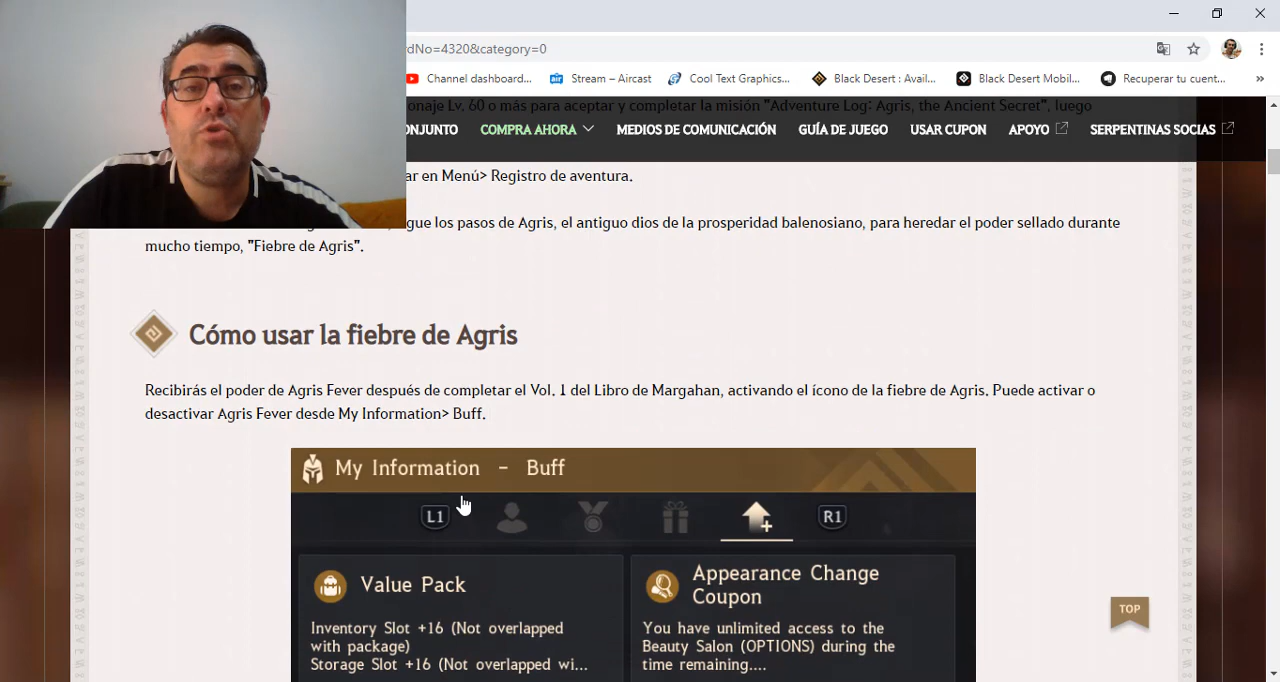 rdNo=4320&category=0
Channel dashboard...
Stream – Aircast
Cool Text Graphics...
Black Desert : Avail...
Black Desert Mobil...
Recuperar tu cuent...
»
onaje Lv. 60 o más para aceptar y completar la misión "Adventure Log: Agris, the Ancient Secret", luego
ONJUNTO
COMPRA AHORA
MEDIOS DE COMUNICACIÓN
GUÍA DE JUEGO
USAR CUPON
APOYO
SERPENTINAS SOCIAS
ar en Menú> Registro de aventura.
gue los pasos de Agris, el antiguo dios de la prosperidad balenosiano, para heredar el poder sellado durante
mucho tiempo, "Fiebre de Agris".
Cómo usar la fiebre de Agris
Recibirás el poder de Agris Fever después de completar el Vol. 1 del Libro de Margahan, activando el ícono de la fiebre de Agris. Puede activar o
desactivar Agris Fever desde My Information> Buff.
My Information - Buff
L1
R1
Value Pack
Inventory Slot +16 (Not overlapped
with package)
Storage Slot +16 (Not overlapped wi...
Appearance Change
Coupon
You have unlimited access to the
Beauty Salon (OPTIONS) during the
time remaining....
TOP